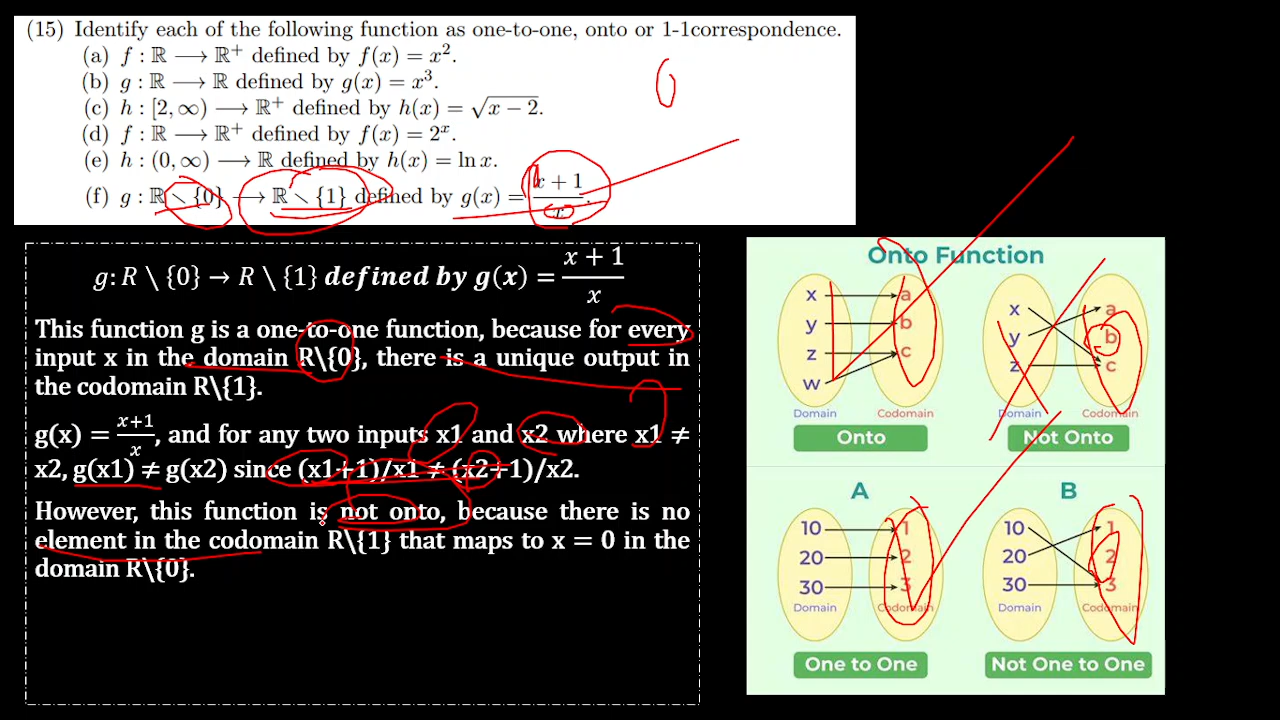 (15) Identify each of the following function as one-to-one, onto or 1-1correspondence.
(a) f : ℝ ⟶ ℝ⁺ defined by f(x) = x².
(b) g : ℝ ⟶ ℝ defined by g(x) = x³.
(c) h : [2, ∞) ⟶ ℝ⁺ defined by h(x) = √(x − 2).
(d) f : ℝ ⟶ ℝ⁺ defined by f(x) = 2ˣ.
(e) h : (0, ∞) ⟶ ℝ defined by h(x) = ln x.
(f) g : ℝ ∖ {0} ⟶ ℝ ∖ {1} defined by g(x) = (x + 1)/x.
0
g: R \ {0} → R \ {1} defined by g(x) = (x + 1)/x
This function g is a one-to-one function, because for every
input x in the domain R\{0}, there is a unique output in
the codomain R\{1}.
g(x) = (x+1)/x, and for any two inputs x1 and x2 where x1 ≠
x2, g(x1) ≠ g(x2) since (x1+1)/x1 ≠ (x2+1)/x2.
However, this function is not onto, because there is no
element in the codomain R\{1} that maps to x = 0 in the
domain R\{0}.
Onto Function
x a
y b
z c
w
Domain Codomain
Onto
x a
y b
z c
Domain Codomain
Not Onto
A B
10 1
20 2
30 3
Domain Codomain
One to One
10 1
20 2
30 3
Domain Codomain
Not One to One